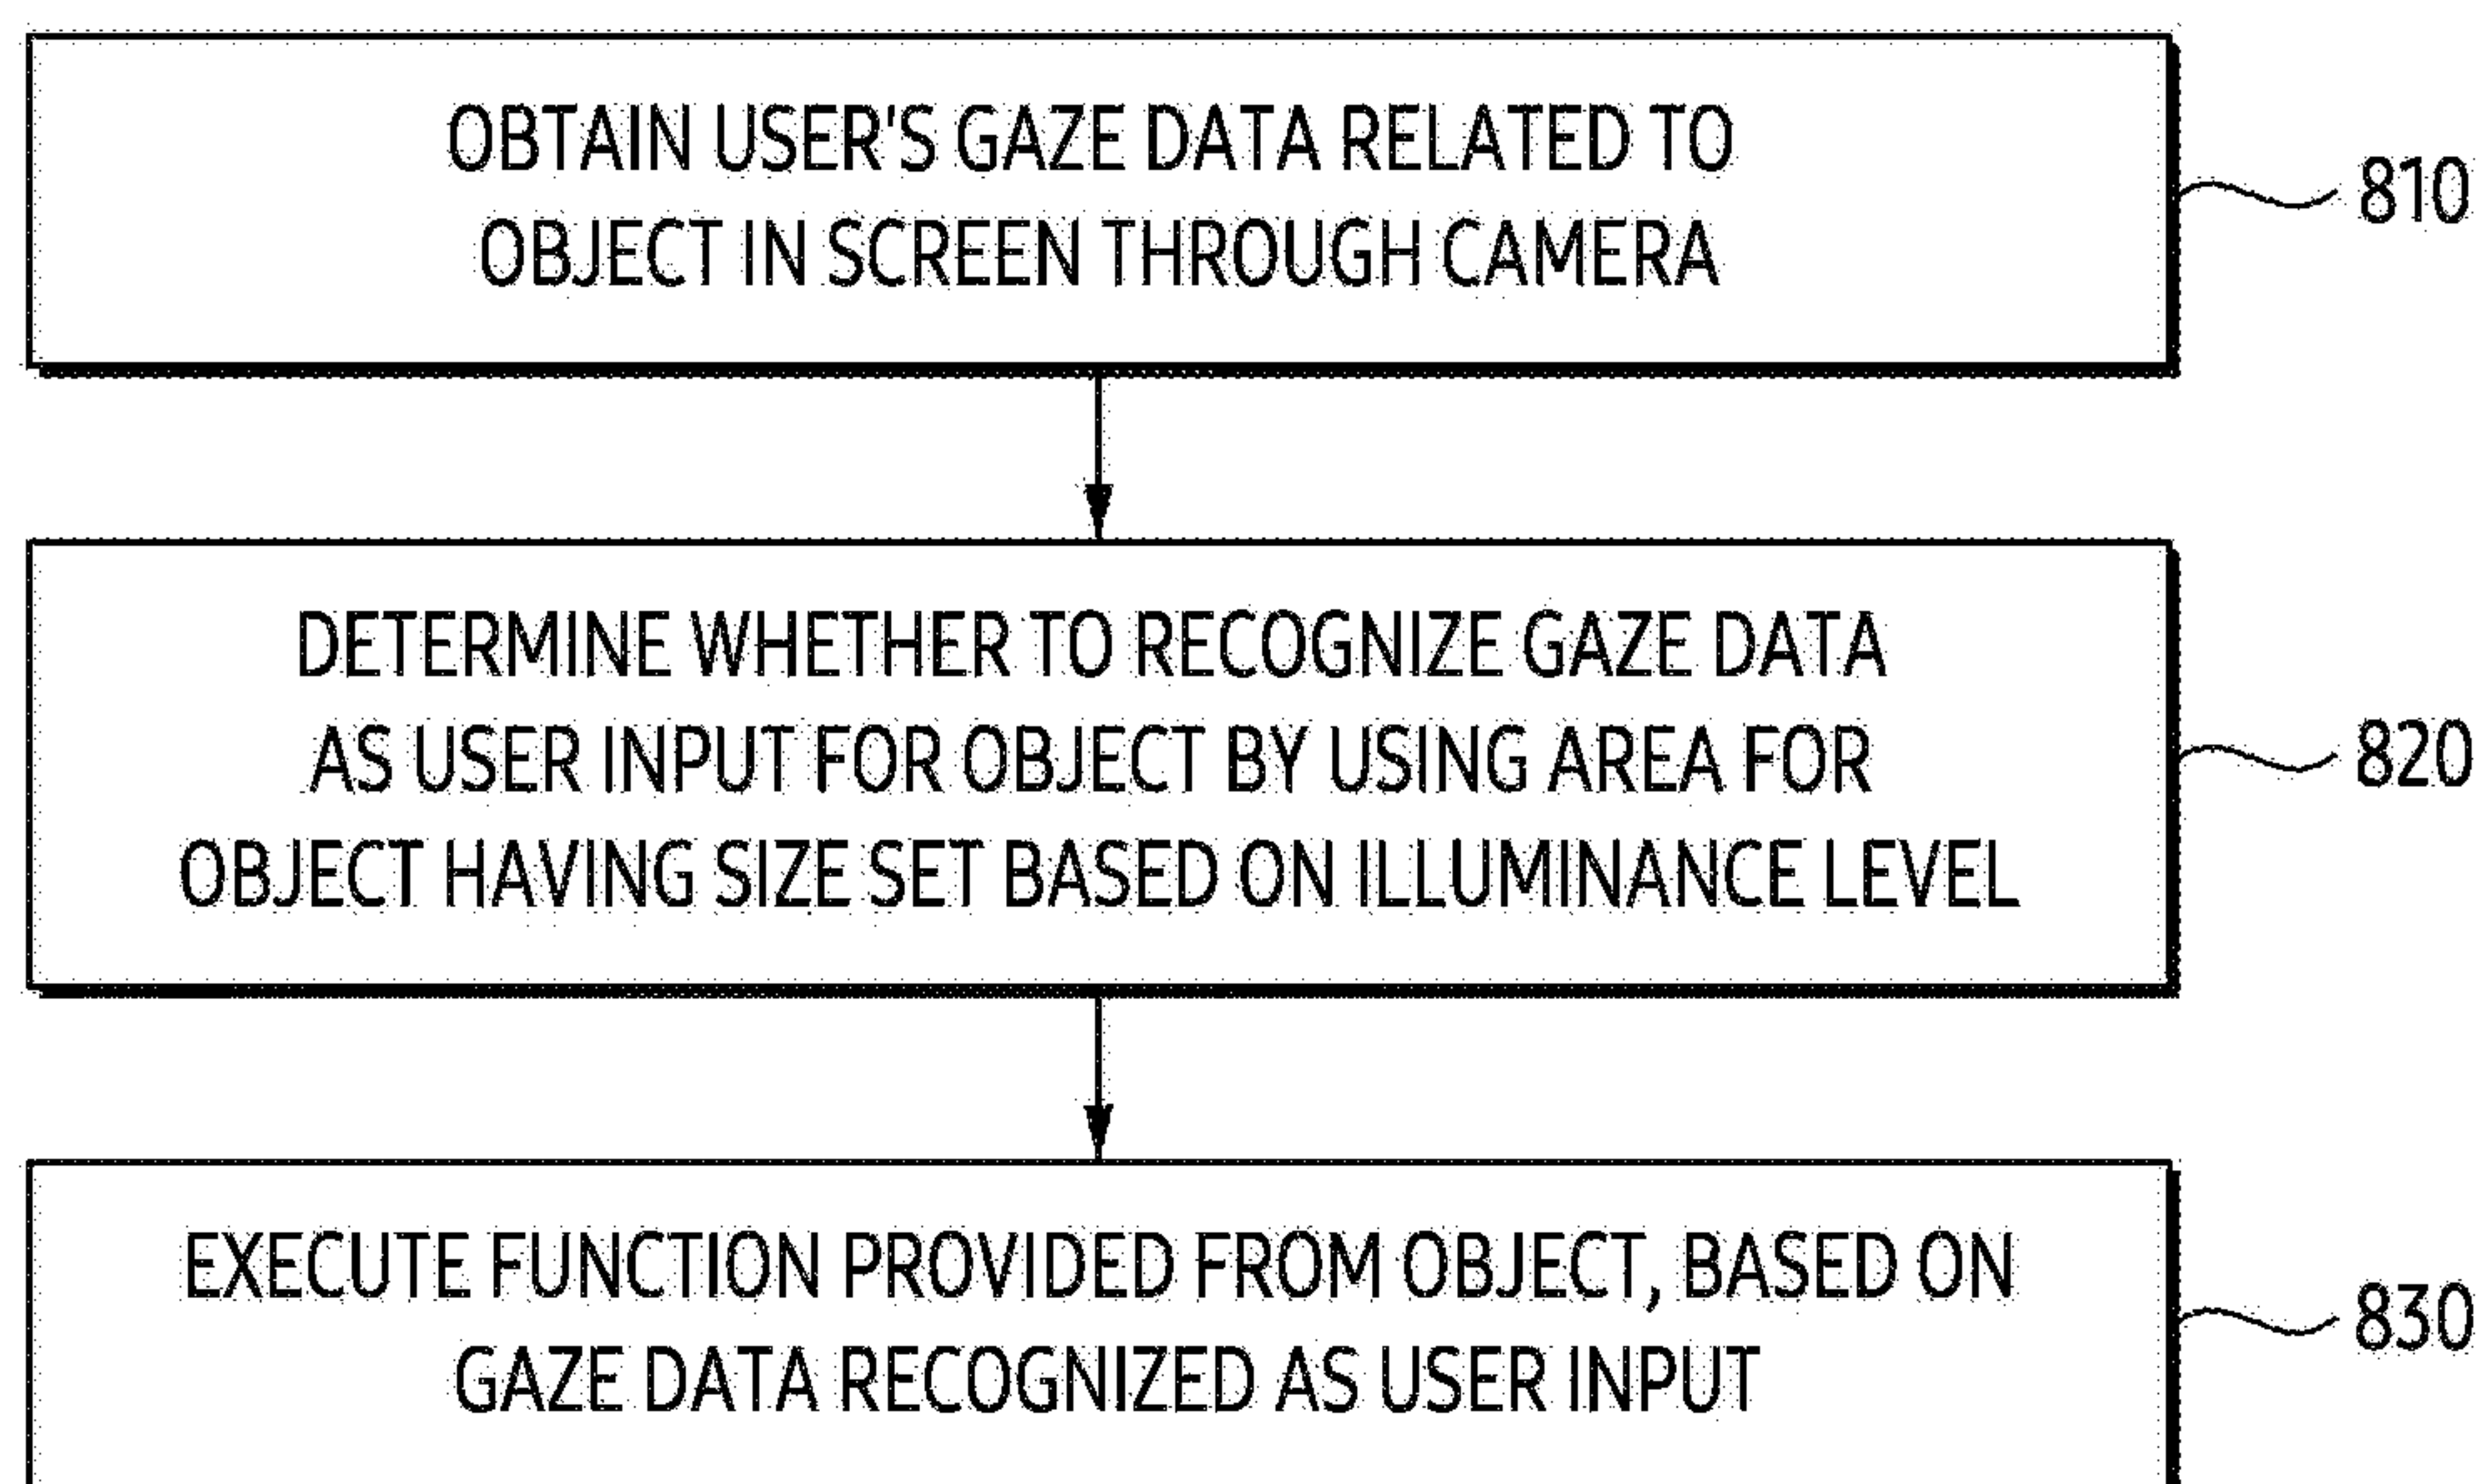 OBTAIN USER'S GAZE DATA RELATED TO
OBJECT IN SCREEN THROUGH CAMERA
810
DETERMINE WHETHER TO RECOGNIZE GAZE DATA
AS USER INPUT FOR OBJECT BY USING AREA FOR
OBJECT HAVING SIZE SET BASED ON ILLUMINANCE LEVEL
820
EXECUTE FUNCTION PROVIDED FROM OBJECT, BASED ON
GAZE DATA RECOGNIZED AS USER INPUT
830